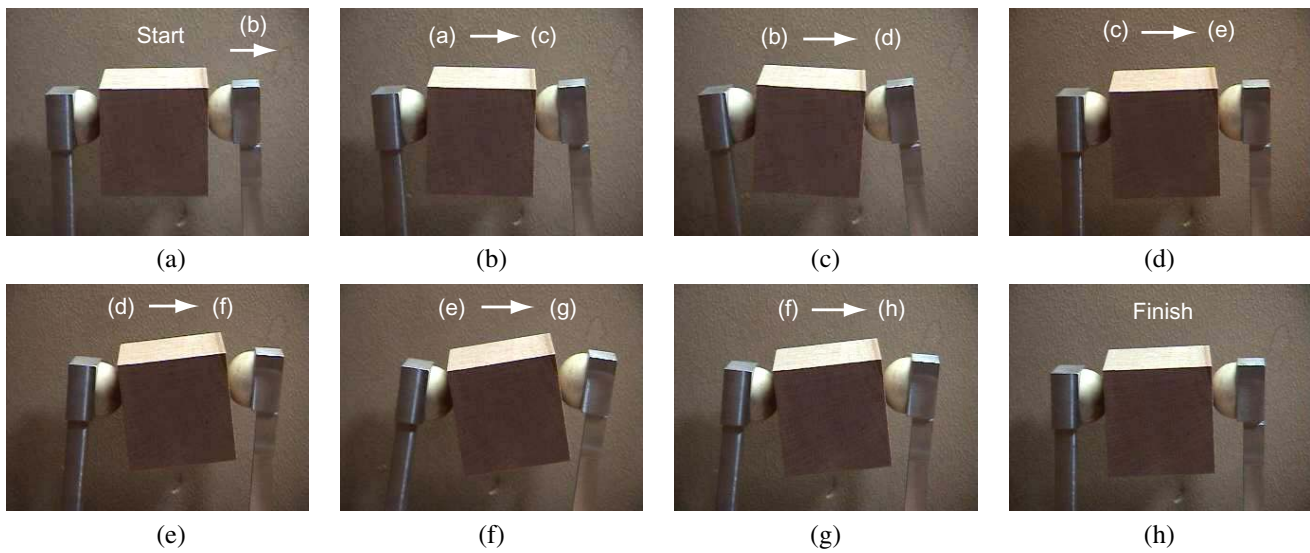 Start
(b)
(a) (c)
(b) (d)
(c) (e)
(a)
(b)
(c)
(d)
(d) (f)
(e) (g)
(f) (h)
Finish
(e)
(f)
(g)
(h)